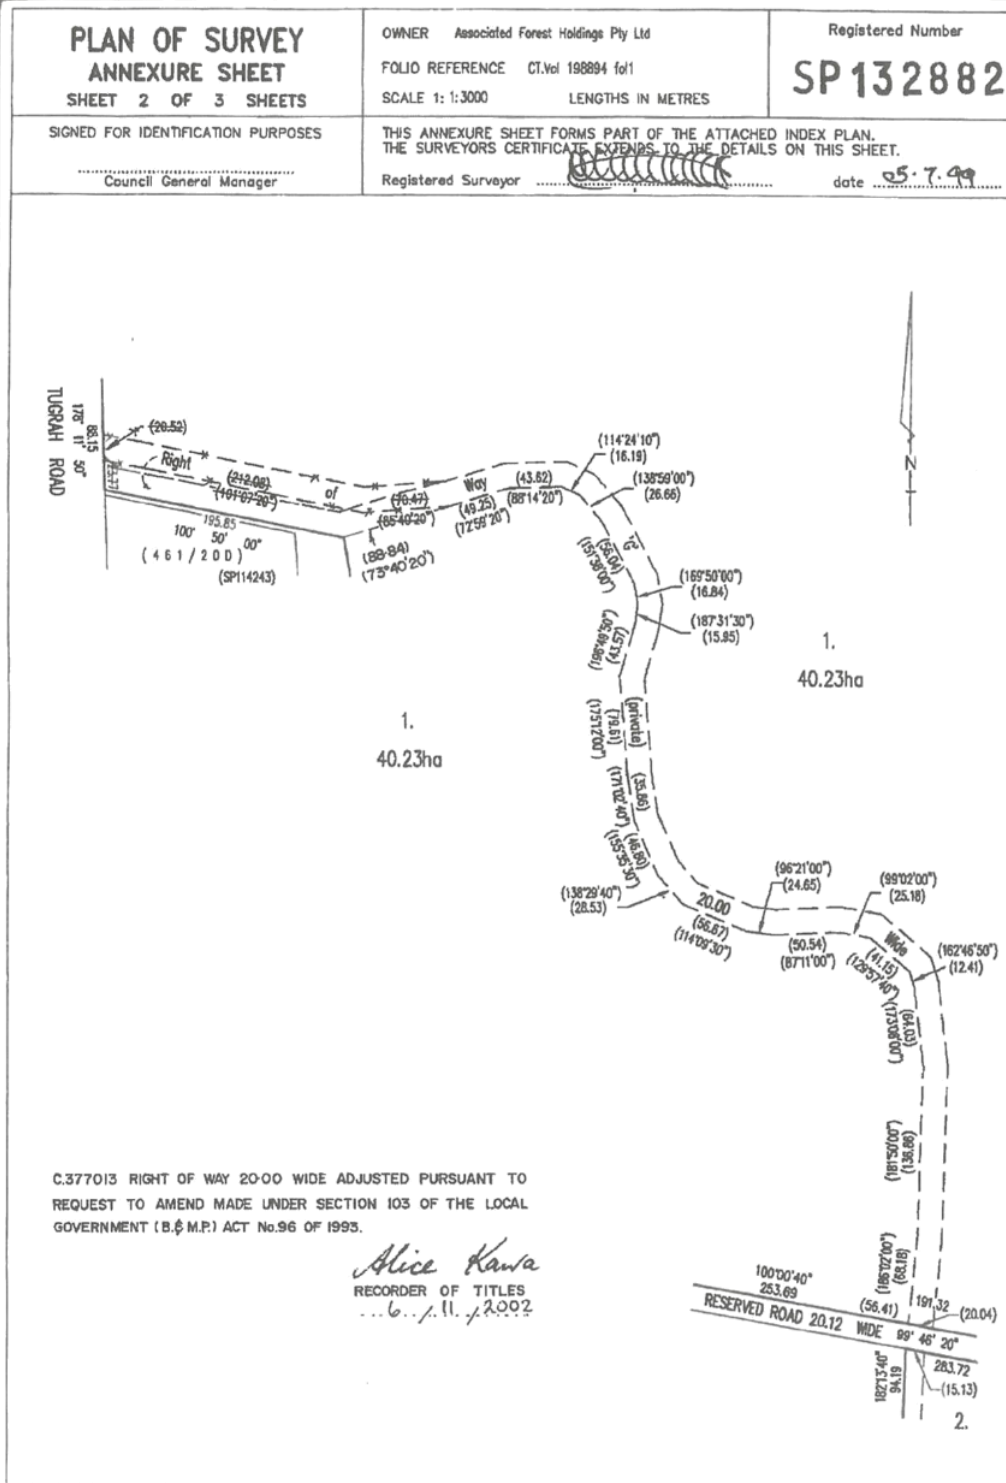 PLAN OF SURVEY
ANNEXURE SHEET
SHEET 2 OF 3 SHEETS
OWNER Associated Forest Holdings Pty Ltd
FOLIO REFERENCE CT.Vol 198894 fol1
SCALE 1: 1:3000 LENGTHS IN METRES
Registered Number
SP132882
SIGNED FOR IDENTIFICATION PURPOSES
Council General Manager
THIS ANNEXURE SHEET FORMS PART OF THE ATTACHED INDEX PLAN.
THE SURVEYORS CERTIFICATE EXTENDS TO THE DETAILS ON THIS SHEET.
Registered Surveyor
date 05.7.99
N
TUGRAH ROAD
178° 11' 50"
88.15
(20.52)
Right
of
Way
(212.08)
(101°07'20")
195.85
100° 50' 00"
(461/20D)
(SP114243)
(70.47)
(85°40'20")
(88.84)
(73°40'20")
(49.25)
(72°59'20")
(43.62)
(88°14'20")
(114°24'10")
(16.19)
(138°59'00")
(26.66)
'G'
(56.04)
(151°38'00")
(169°50'00")
(16.84)
(187°31'30")
(15.95)
(196°49'50")
(43.57)
1.
40.23ha
1.
40.23ha
(private)
(79.61)
(175°12'00")
(35.86)
(171°02'40")
(46.80)
(155°35'30")
(138°29'40")
(28.53)
20.00
(56.67)
(114°09'30")
(96°21'00")
(24.65)
(50.54)
(87°11'00")
(99°02'00")
(25.18)
Wide
(41.15)
(129°57'40")
(162°46'50")
(12.41)
(64.03)
(173°08'00")
(181°50'00")
(136.86)
(186°02'00")
(68.18)
C.377013 RIGHT OF WAY 20·00 WIDE ADJUSTED PURSUANT TO
REQUEST TO AMEND MADE UNDER SECTION 103 OF THE LOCAL
GOVERNMENT (B.& M.P.) ACT No.96 OF 1993.
Alice Kawa
RECORDER OF TITLES
6 / 11 / 2002
100°00'40"
253.69
RESERVED ROAD 20.12 WIDE 99° 46' 20"
(56.41)
191.32
(20.04)
283.72
(15.13)
182°13'40"
94.19
2.